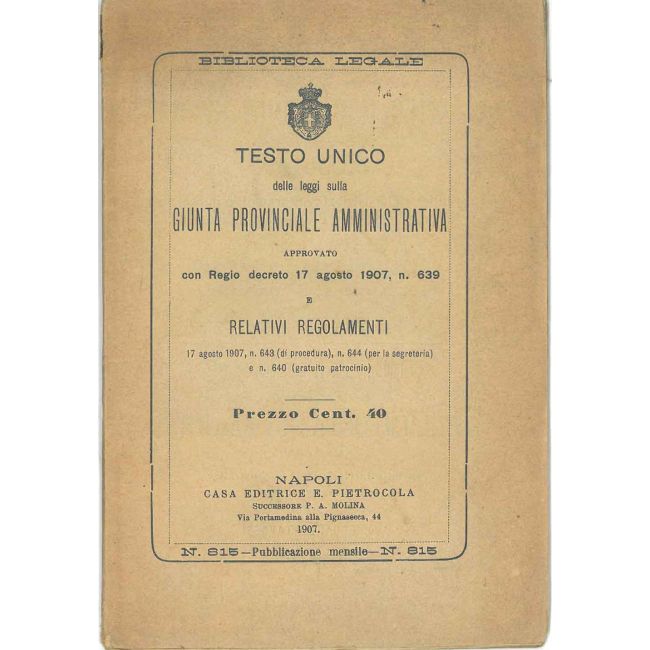 BIBLIOTECA LEGALE
TESTO UNICO
delle leggi sulla
GIUNTA PROVINCIALE AMMINISTRATIVA
APPROVATO
con Regio decreto 17 agosto 1907, n. 639
E
RELATIVI REGOLAMENTI
17 agosto 1907, n. 643 (di procedura), n. 644 (per la segreteria)
e n. 640 (gratuito patrocinio)
Prezzo Cent. 40
NAPOLI
CASA EDITRICE E. PIETROCOLA
SUCCESSORE P. A. MOLINA
Via Portamedina alla Pignasecca, 44
1907.
N. 815—Pubblicazione mensile—N. 815